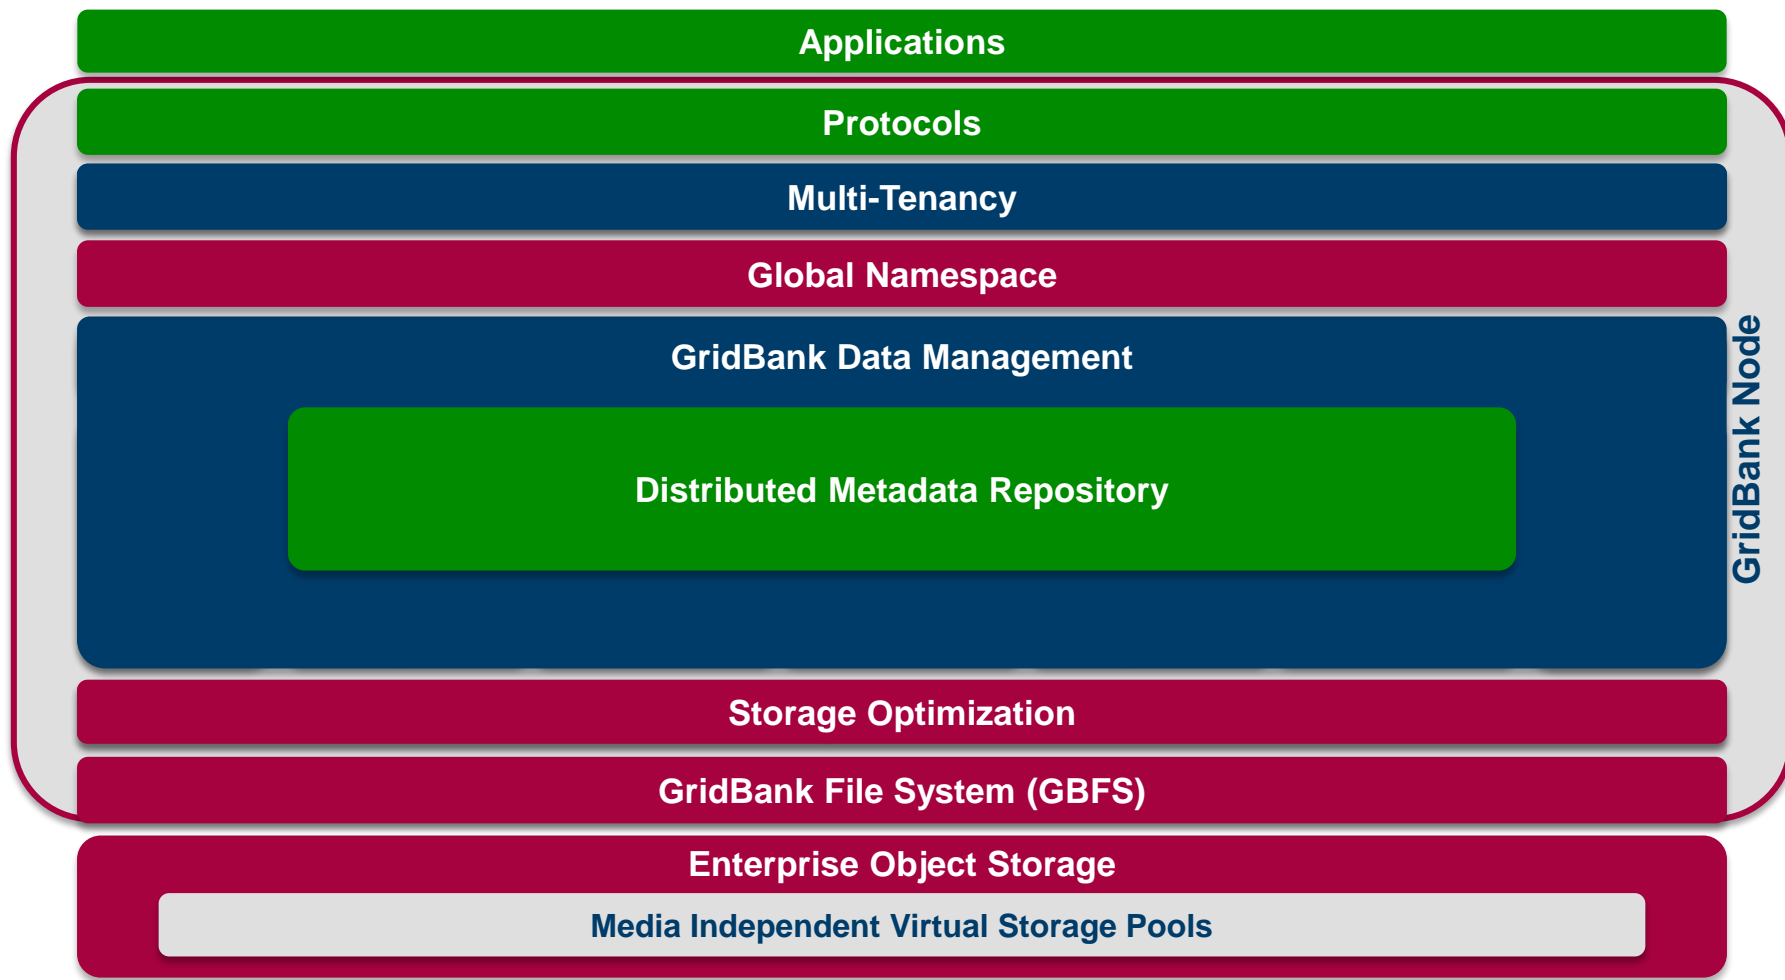 Applications
Protocols
Multi-Tenancy
Global Namespace
GridBank Data Management
Distributed Metadata Repository
GridBank Node
Storage Optimization
GridBank File System (GBFS)
Enterprise Object Storage
Media Independent Virtual Storage Pools